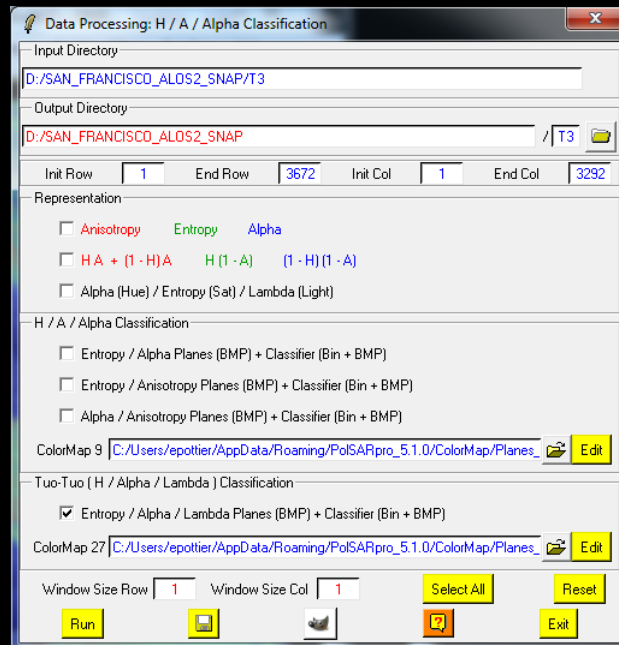 Data Processing: H / A / Alpha Classification
Input Directory
D:/SAN_FRANCISCO_ALOS2_SNAP/T3
Output Directory
D:/SAN_FRANCISCO_ALOS2_SNAP / T3
Init Row 1 End Row 3672 Init Col 1 End Col 3292
Representation
Anisotropy Entropy Alpha
H A + (1 - H) A H (1 - A) (1 - H) (1 - A)
Alpha (Hue) / Entropy (Sat) / Lambda (Light)
H / A / Alpha Classification
Entropy / Alpha Planes (BMP) + Classifier (Bin + BMP)
Entropy / Anisotropy Planes (BMP) + Classifier (Bin + BMP)
Alpha / Anisotropy Planes (BMP) + Classifier (Bin + BMP)
ColorMap 9 C:/Users/epottier/AppData/Roaming/PolSARpro_5.1.0/ColorMap/Planes_ Edit
Tuo-Tuo ( H / Alpha / Lambda ) Classification
Entropy / Alpha / Lambda Planes (BMP) + Classifier (Bin + BMP)
ColorMap 27 C:/Users/epottier/AppData/Roaming/PolSARpro_5.1.0/ColorMap/Planes_ Edit
Window Size Row 1 Window Size Col 1 Select All Reset
Run ? Exit